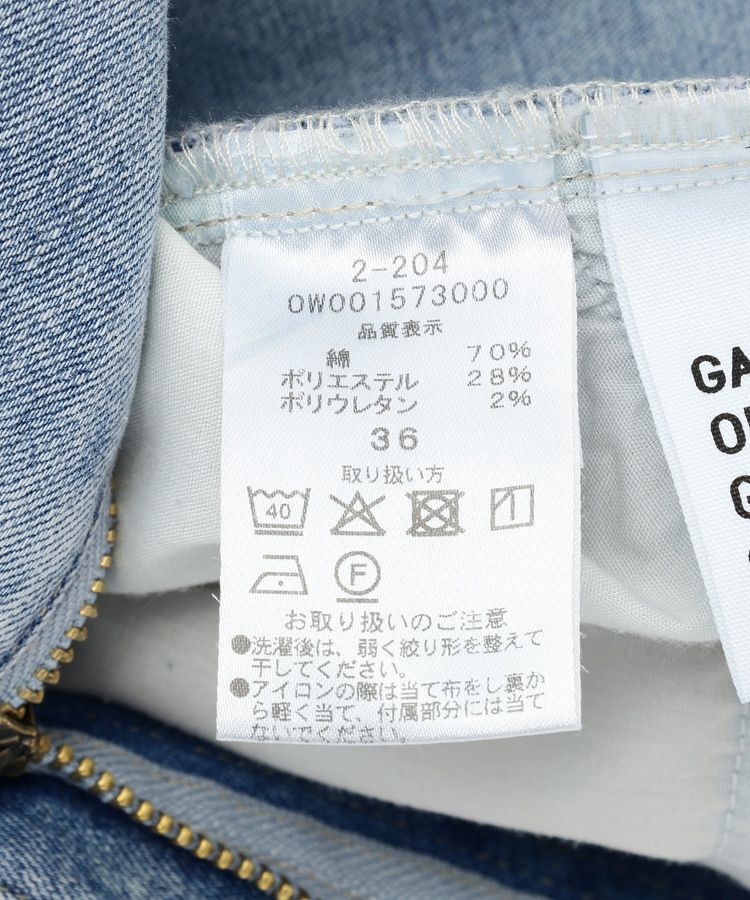 2-204
OW001573000
品質表示
綿 70%
ポリエステル 28%
ポリウレタン 2%
36
取り扱い方
40
F
お取り扱いのご注意
●洗濯後は、弱く絞り形を整えて
干してください。
●アイロンの際は当て布をし裏か
ら軽く当て、付属部分には当て
ないでください。
GA
G